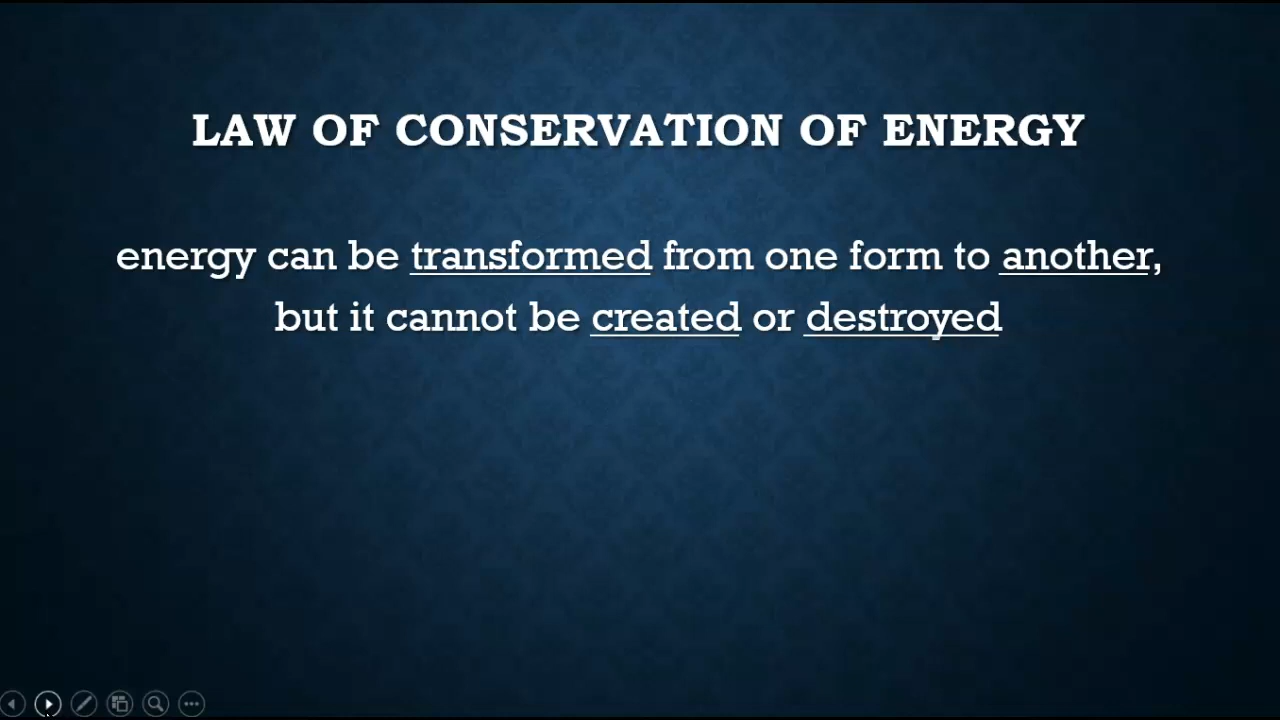 LAW OF CONSERVATION OF ENERGY
energy can be transformed from one form to another,
but it cannot be created or destroyed